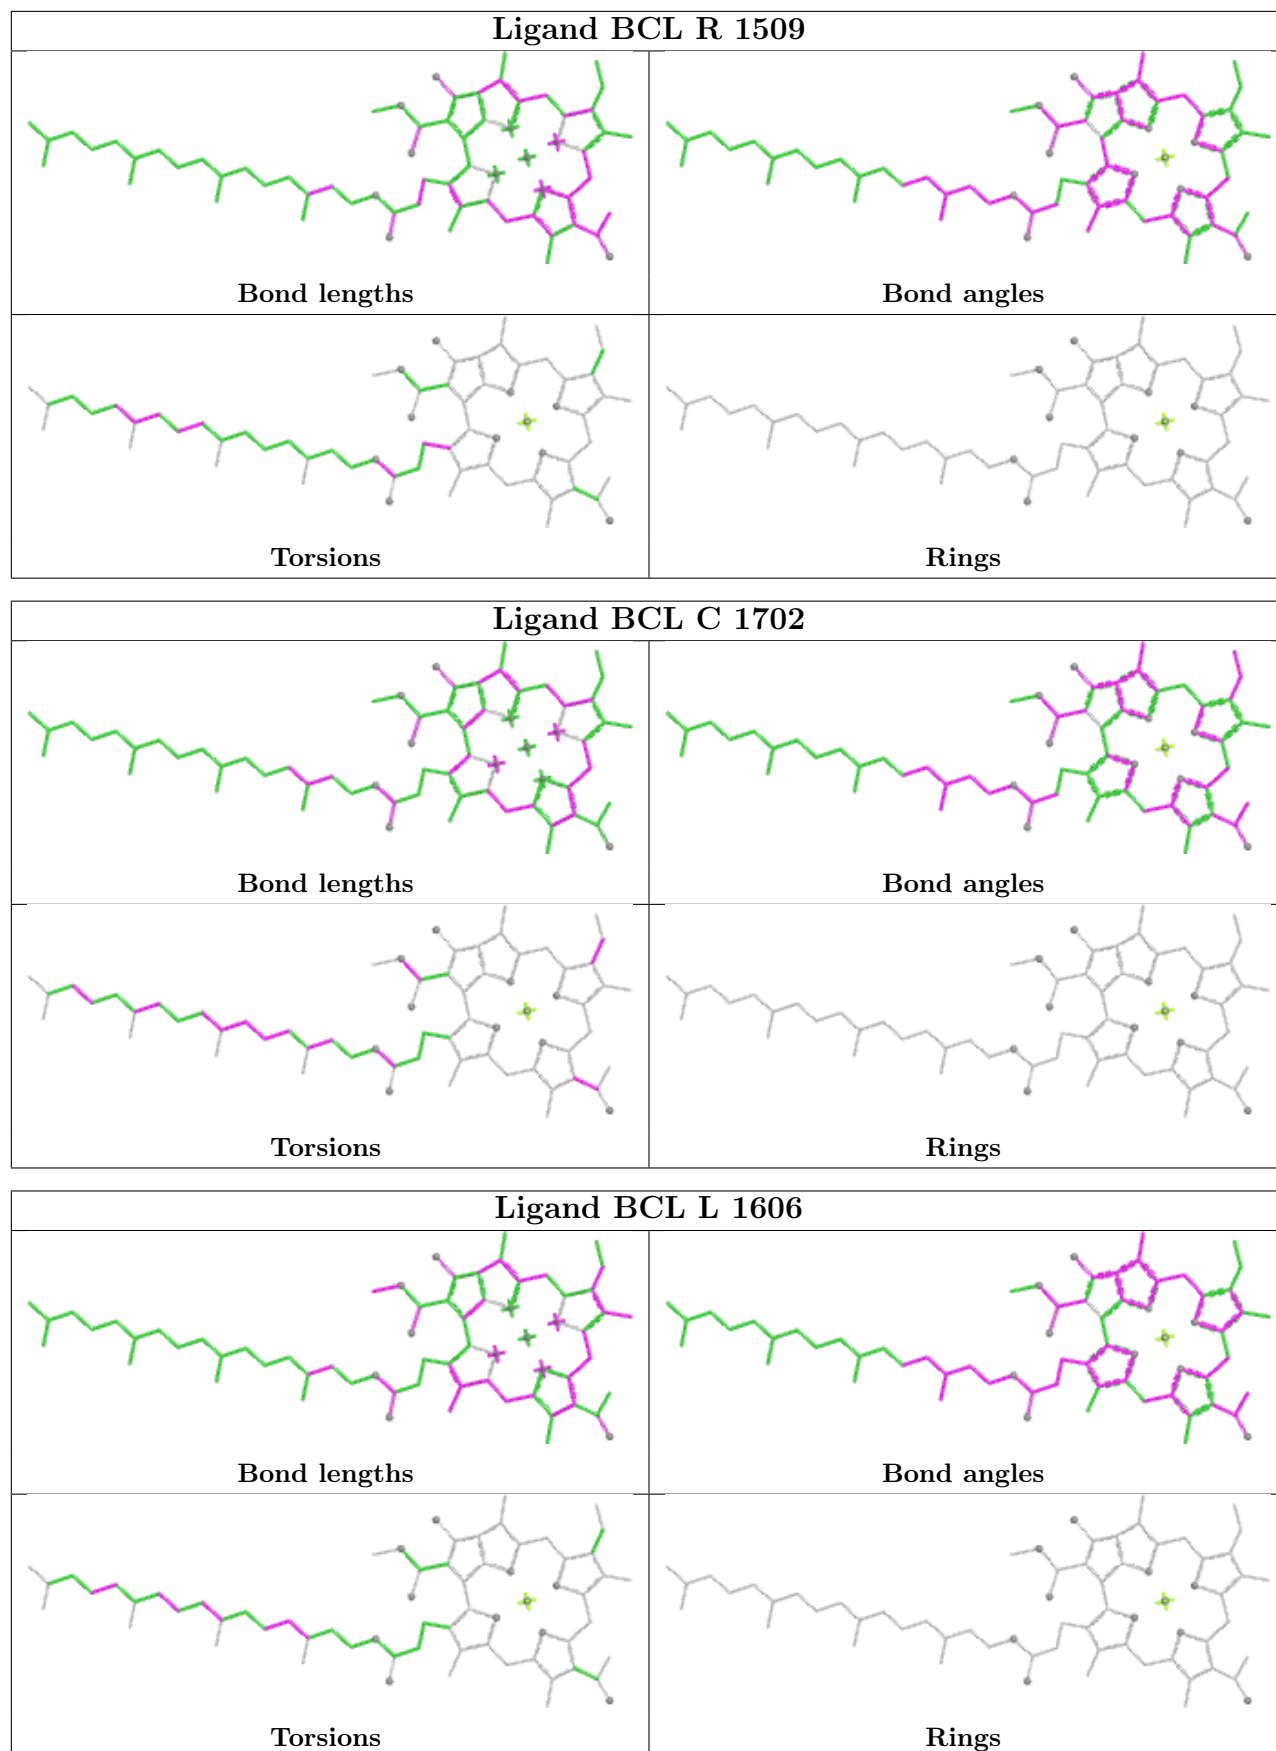 Ligand BCL R 1509
Bond lengths
Bond angles
Torsions
Rings
Ligand BCL C 1702
Bond lengths
Bond angles
Torsions
Rings
Ligand BCL L 1606
Bond lengths
Bond angles
Torsions
Rings